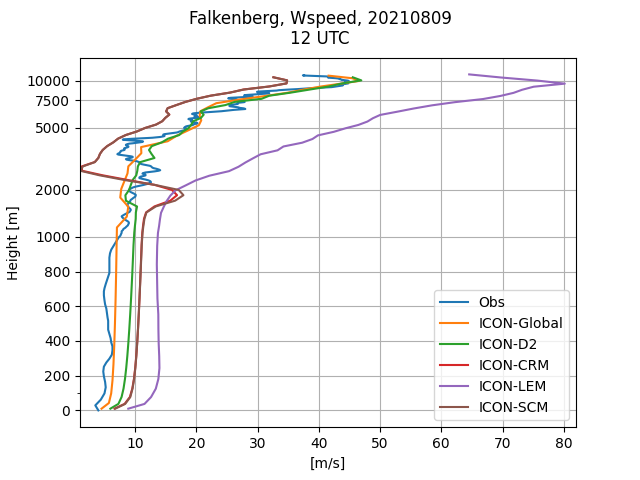 Falkenberg, Wspeed, 20210809
12 UTC
10000
7500
5000
2000
1000
800
600
400
200
0
Height [m]
10
20
30
40
50
60
70
80
[m/s]
Obs
ICON-Global
ICON-D2
ICON-CRM
ICON-LEM
ICON-SCM